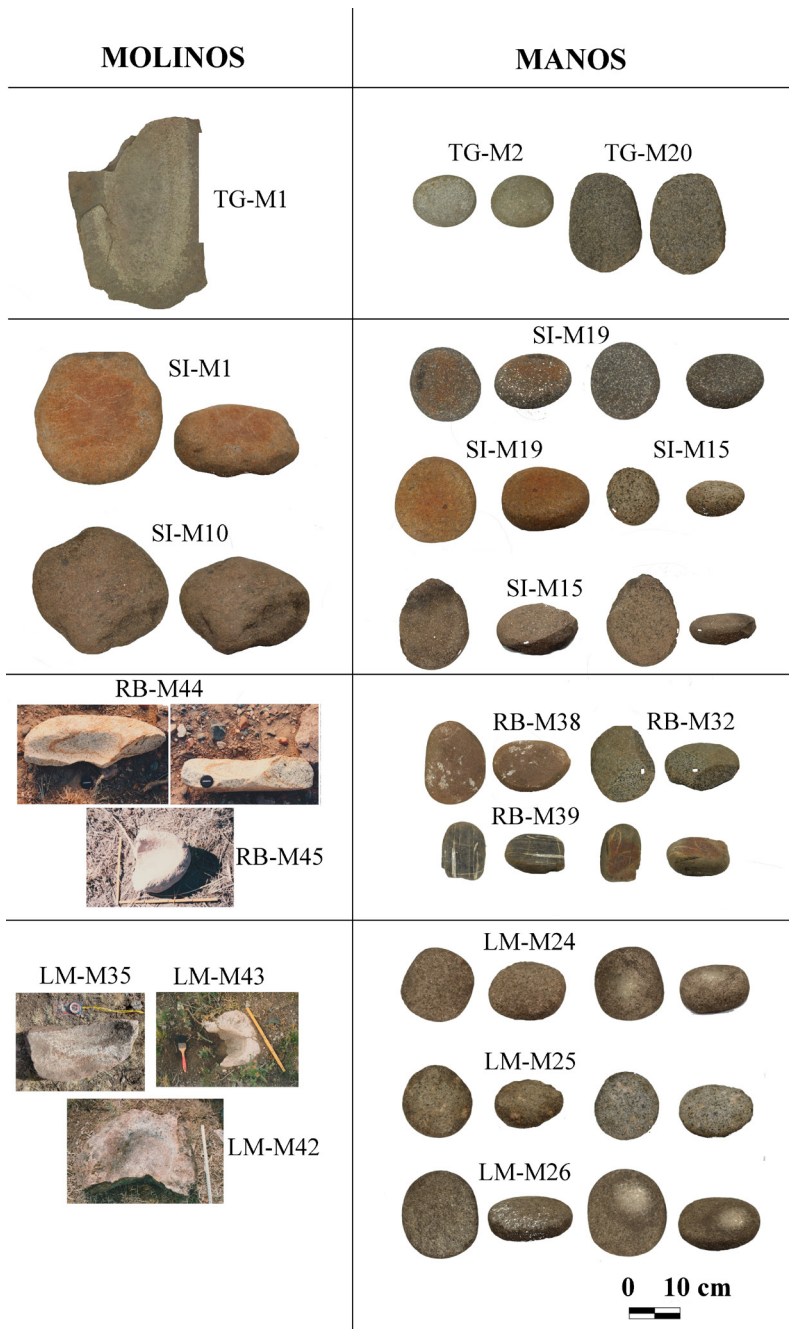 MOLINOS
MANOS
TG-M1
TG-M2
TG-M20
SI-M1
SI-M10
SI-M19
SI-M19
SI-M15
SI-M15
RB-M44
RB-M45
RB-M38
RB-M32
RB-M39
LM-M35
LM-M43
LM-M42
LM-M24
LM-M25
LM-M26
0 10 cm